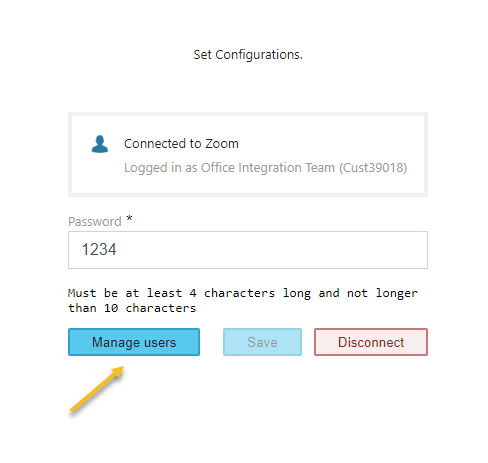 Set Configurations.
Connected to Zoom
Logged in as Office Integration Team (Cust39018)
Password *
1234
Must be at least 4 characters long and not longer
than 10 characters
Manage users Save Disconnect